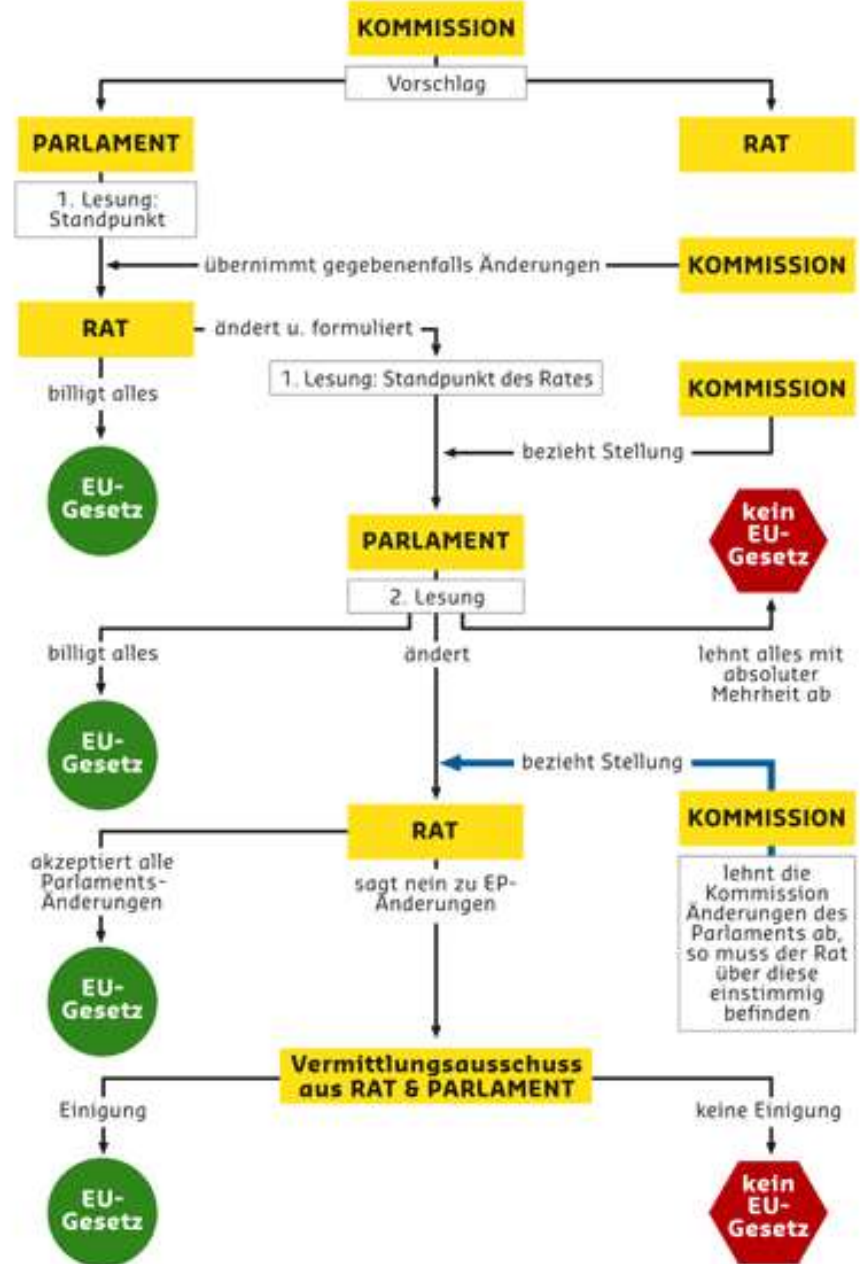 KOMMISSION
Vorschlag
PARLAMENT
RAT
1. Lesung:
Standpunkt
übernimmt gegebenenfalls Änderungen
KOMMISSION
RAT
ändert u. formuliert
1. Lesung: Standpunkt des Rates
KOMMISSION
billigt alles
bezieht Stellung
EU-
Gesetz
kein
EU-
Gesetz
PARLAMENT
2. Lesung
billigt alles
ändert
lehnt alles mit
absoluter
Mehrheit ab
EU-
Gesetz
bezieht Stellung
RAT
KOMMISSION
akzeptiert alle
Parlaments-
Änderungen
sagt nein zu EP-
Änderungen
lehnt die
Kommission
Änderungen des
Parlaments ab,
so muss der Rat
über diese
einstimmig
befinden
EU-
Gesetz
Vermittlungsausschuss
aus RAT & PARLAMENT
Einigung
keine Einigung
EU-
Gesetz
kein
EU-
Gesetz